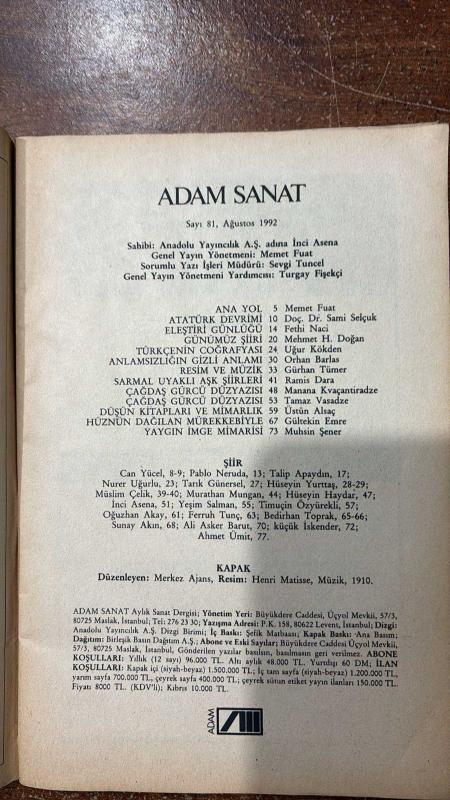 ADAM SANAT
Sayı 81, Ağustos 1992
Sahibi: Anadolu Yayıncılık A.Ş. adına İnci Asena
Genel Yayın Yönetmeni: Memet Fuat
Sorumlu Yazı İşleri Müdürü: Sevgi Tuncel
Genel Yayın Yönetmen Yardımcısı: Turgay Fişekçi
ANA YOL 5 Memet Fuat
ATATÜRK DEVRİMİ 10 Doç. Dr. Sami Selçuk
ELEŞTİRİ GÜNLÜĞÜ 14 Fethi Naci
GÜNÜMÜZ ŞİİRİ 20 Mehmet H. Doğan
TÜRKÇENİN COĞRAFYASI 24 Uğur Kökden
ANLAMSIZLIĞIN GİZLİ ANLAMI 30 Orhan Barlas
RESİM VE MÜZİK 33 Gürhan Tümer
SARMAL UYAKLI AŞK ŞİİRLERİ 41 Ramis Dara
ÇAĞDAŞ GÜRCÜ DÜZYAZISI 48 Manana Kvaçantiradze
ÇAĞDAŞ GÜRCÜ DÜZYAZISI 53 Tamaz Vasadze
DÜŞÜN KİTAPLARI VE MİMARLIK 59 Üstün Alsaç
HÜZNÜN DAĞILAN MÜREKKEBİYLE 67 Gültekin Emre
YAYGIN İMGE MİMARİSİ 73 Muhsin Şener
ŞİİR
Can Yücel, 8-9; Pablo Neruda, 13; Talip Apaydın, 17;
Nurer Uğurlu, 23; Tarık Günersel, 27; Hüseyin Yurttaş, 28-29;
Müslim Çelik, 39-40; Murathan Mungan, 44; Hüseyin Haydar, 47;
İnci Asena, 51; Yeşim Salman, 55; Timuçin Özyürekli, 57;
Oğuzhan Akay, 61; Ferruh Tunç, 63; Bedirhan Toprak, 65-66;
Sunay Akın, 68; Ali Asker Barut, 70; küçük İskender, 72;
Ahmet Ümit, 77.
KAPAK
Düzenleyen: Merkez Ajans, Resim: Henri Matisse, Müzik, 1910.
ADAM SANAT Aylık Sanat Dergisi; Yönetim Yeri: Büyükdere Caddesi, Üçyol Mevkii, 57/3,
80725 Maslak, İstanbul; Tel: 276 23 30; Yazışma Adresi: P.K. 158, 80622 Levent, İstanbul; Dizgi:
Anadolu Yayıncılık A.Ş. Dizgi Birimi; İç Baskı: Şefik Matbaası; Kapak Baskı: Ana Basım;
Dağıtım: Birleşik Basın Dağıtım A.Ş.; Abone ve Eski Sayılar; Büyükdere Caddesi Üçyol Mevkii,
57/3, 80725 Maslak, İstanbul, Gönderilen yazılar basılsın, basılmasın geri verilmez. ABONE
KOŞULLARI: Yıllık (12 sayı) 96.000 TL. Altı aylık 48.000 TL. Yurtdışı 60 DM; İLAN
KOŞULLARI: Kapak içi (siyah-beyaz) 1.500.000 TL.; İç tam sayfa (siyah-beyaz) 1.200.000 TL.,
yarım sayfa 700.000 TL., çeyrek sayfa 400.000 TL.; çeyrek sütun etiket yayın ilanları 150.000 TL.
Fiyatı 8000 TL. (KDV'li); Kıbrıs 10.000 TL.
ADAM